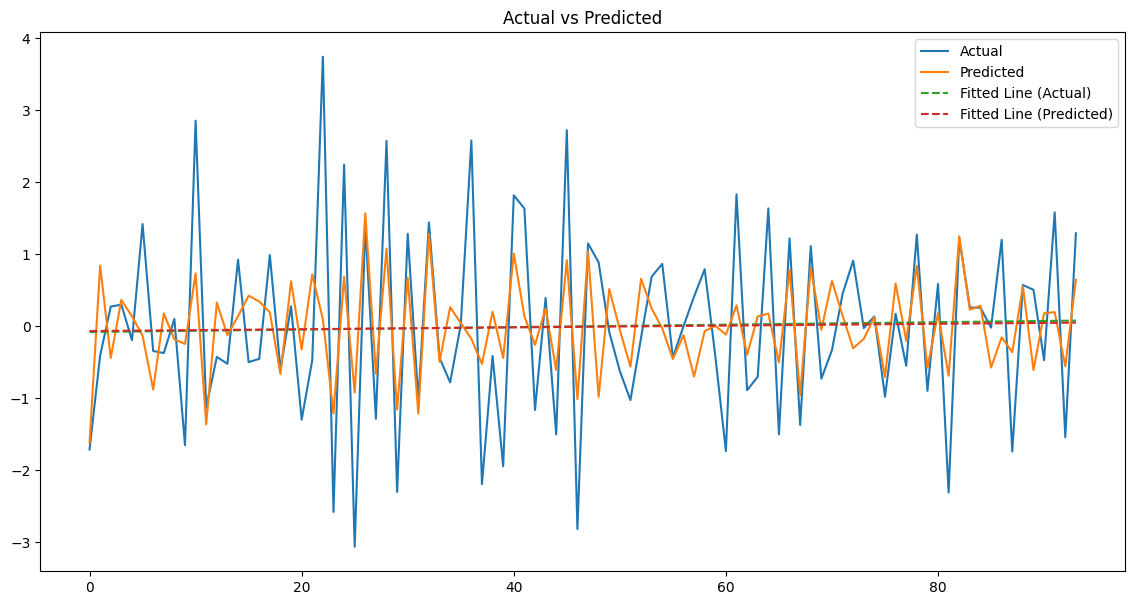 Actual vs Predicted
4
3
2
1
0
−1
−2
−3
0
20
40
60
80
Actual
Predicted
Fitted Line (Actual)
Fitted Line (Predicted)